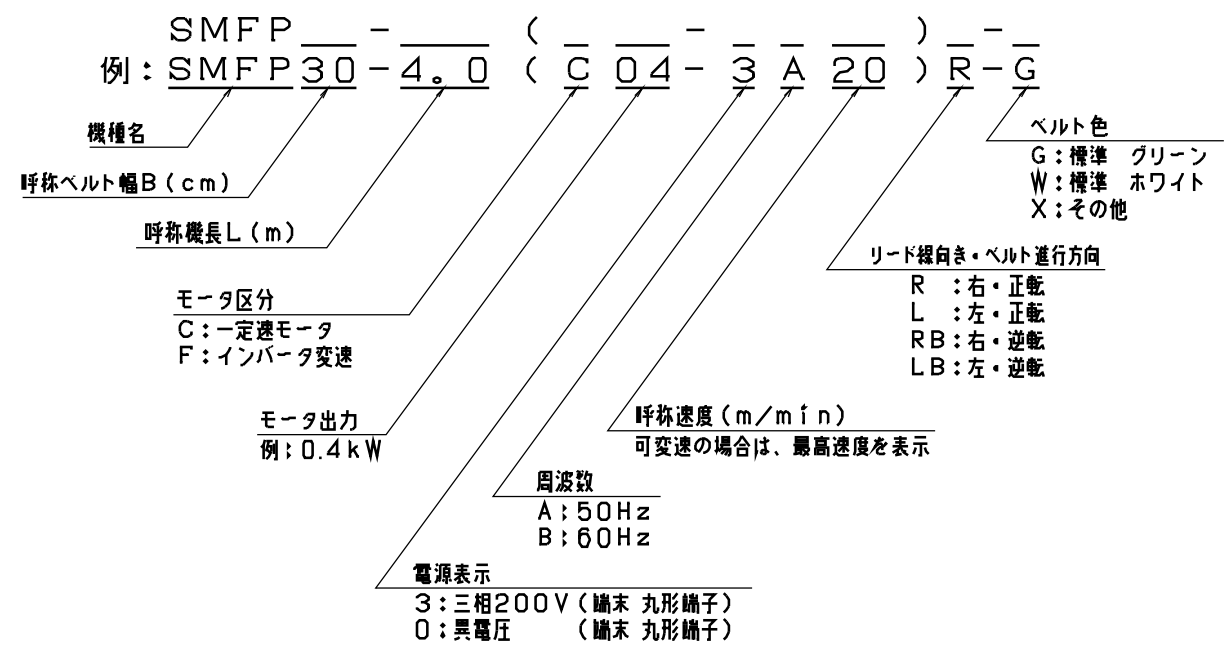 SMFP__-___(_ __-_ _ __)_-_
例：SMFP30-4.0(C04-3A20)R-G
機種名
呼称ベルト幅B(cm)
呼称機長L(m)
モータ区分
C：一定速モータ
F：インバータ変速
モータ出力
例：0.4kW
ベルト色
G：標準 グリーン
W：標準 ホワイト
X：その他
リード線向き・ベルト進行方向
R ：右・正転
L ：左・正転
RB：右・逆転
LB：左・逆転
呼称速度(m/min)
可変速の場合は、最高速度を表示
周波数
A：50Hz
B：60Hz
電源表示
3：三相200V(端末 丸形端子)
0：異電圧 (端末 丸形端子)